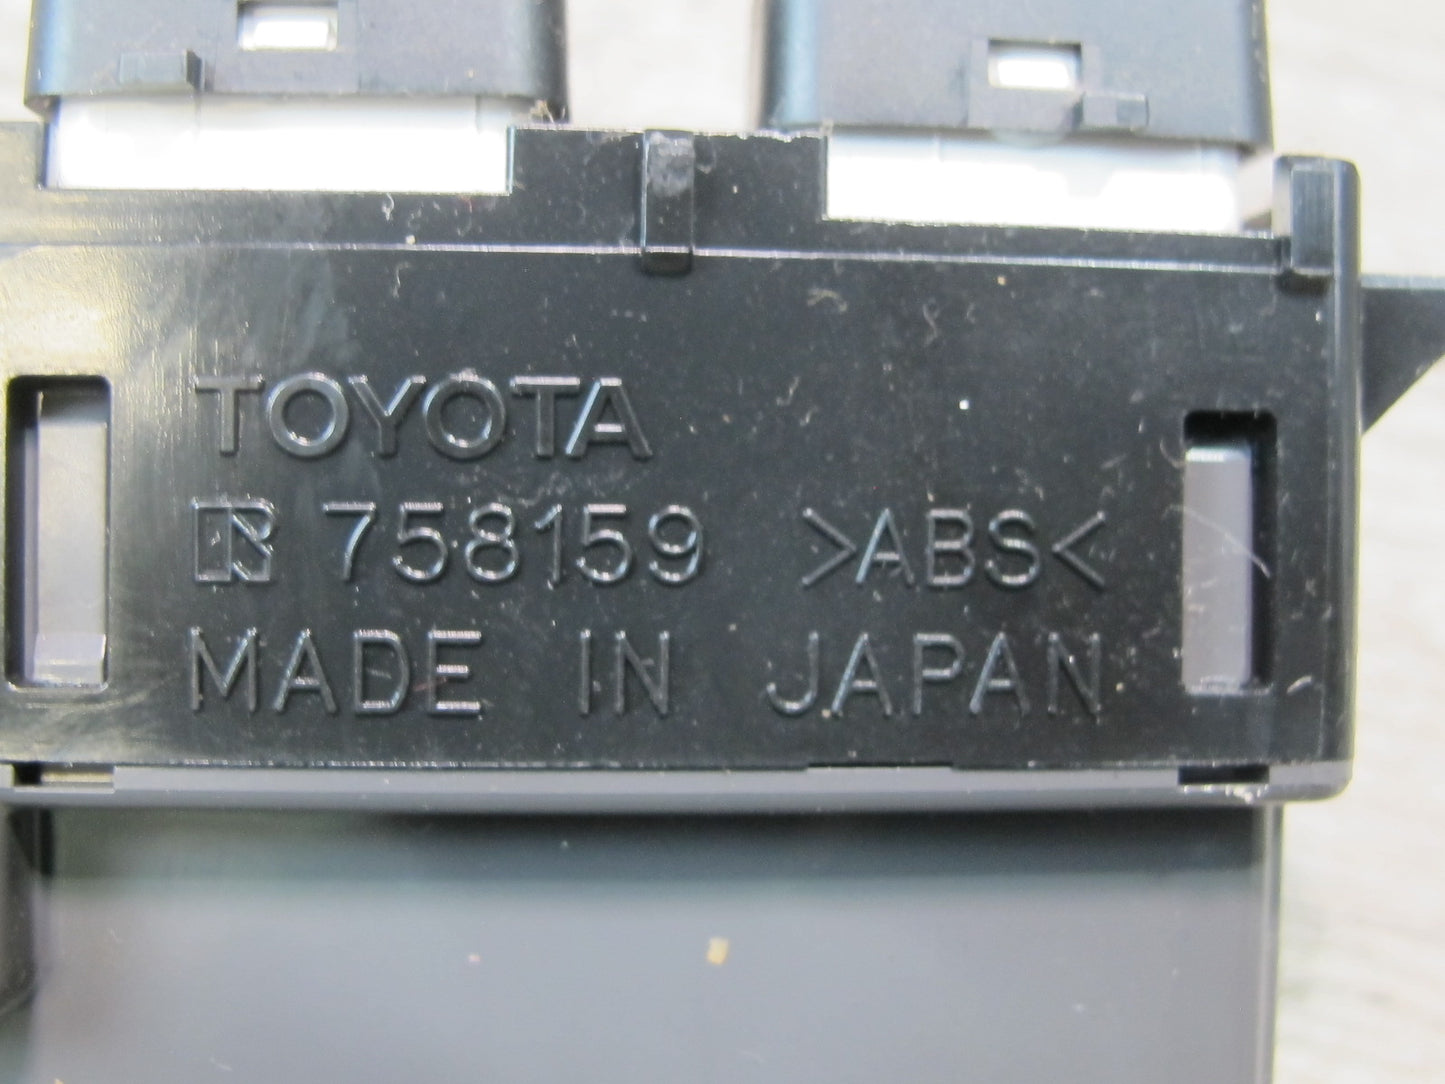 TOYOTA
R 758159 >ABS<
MADE IN JAPAN